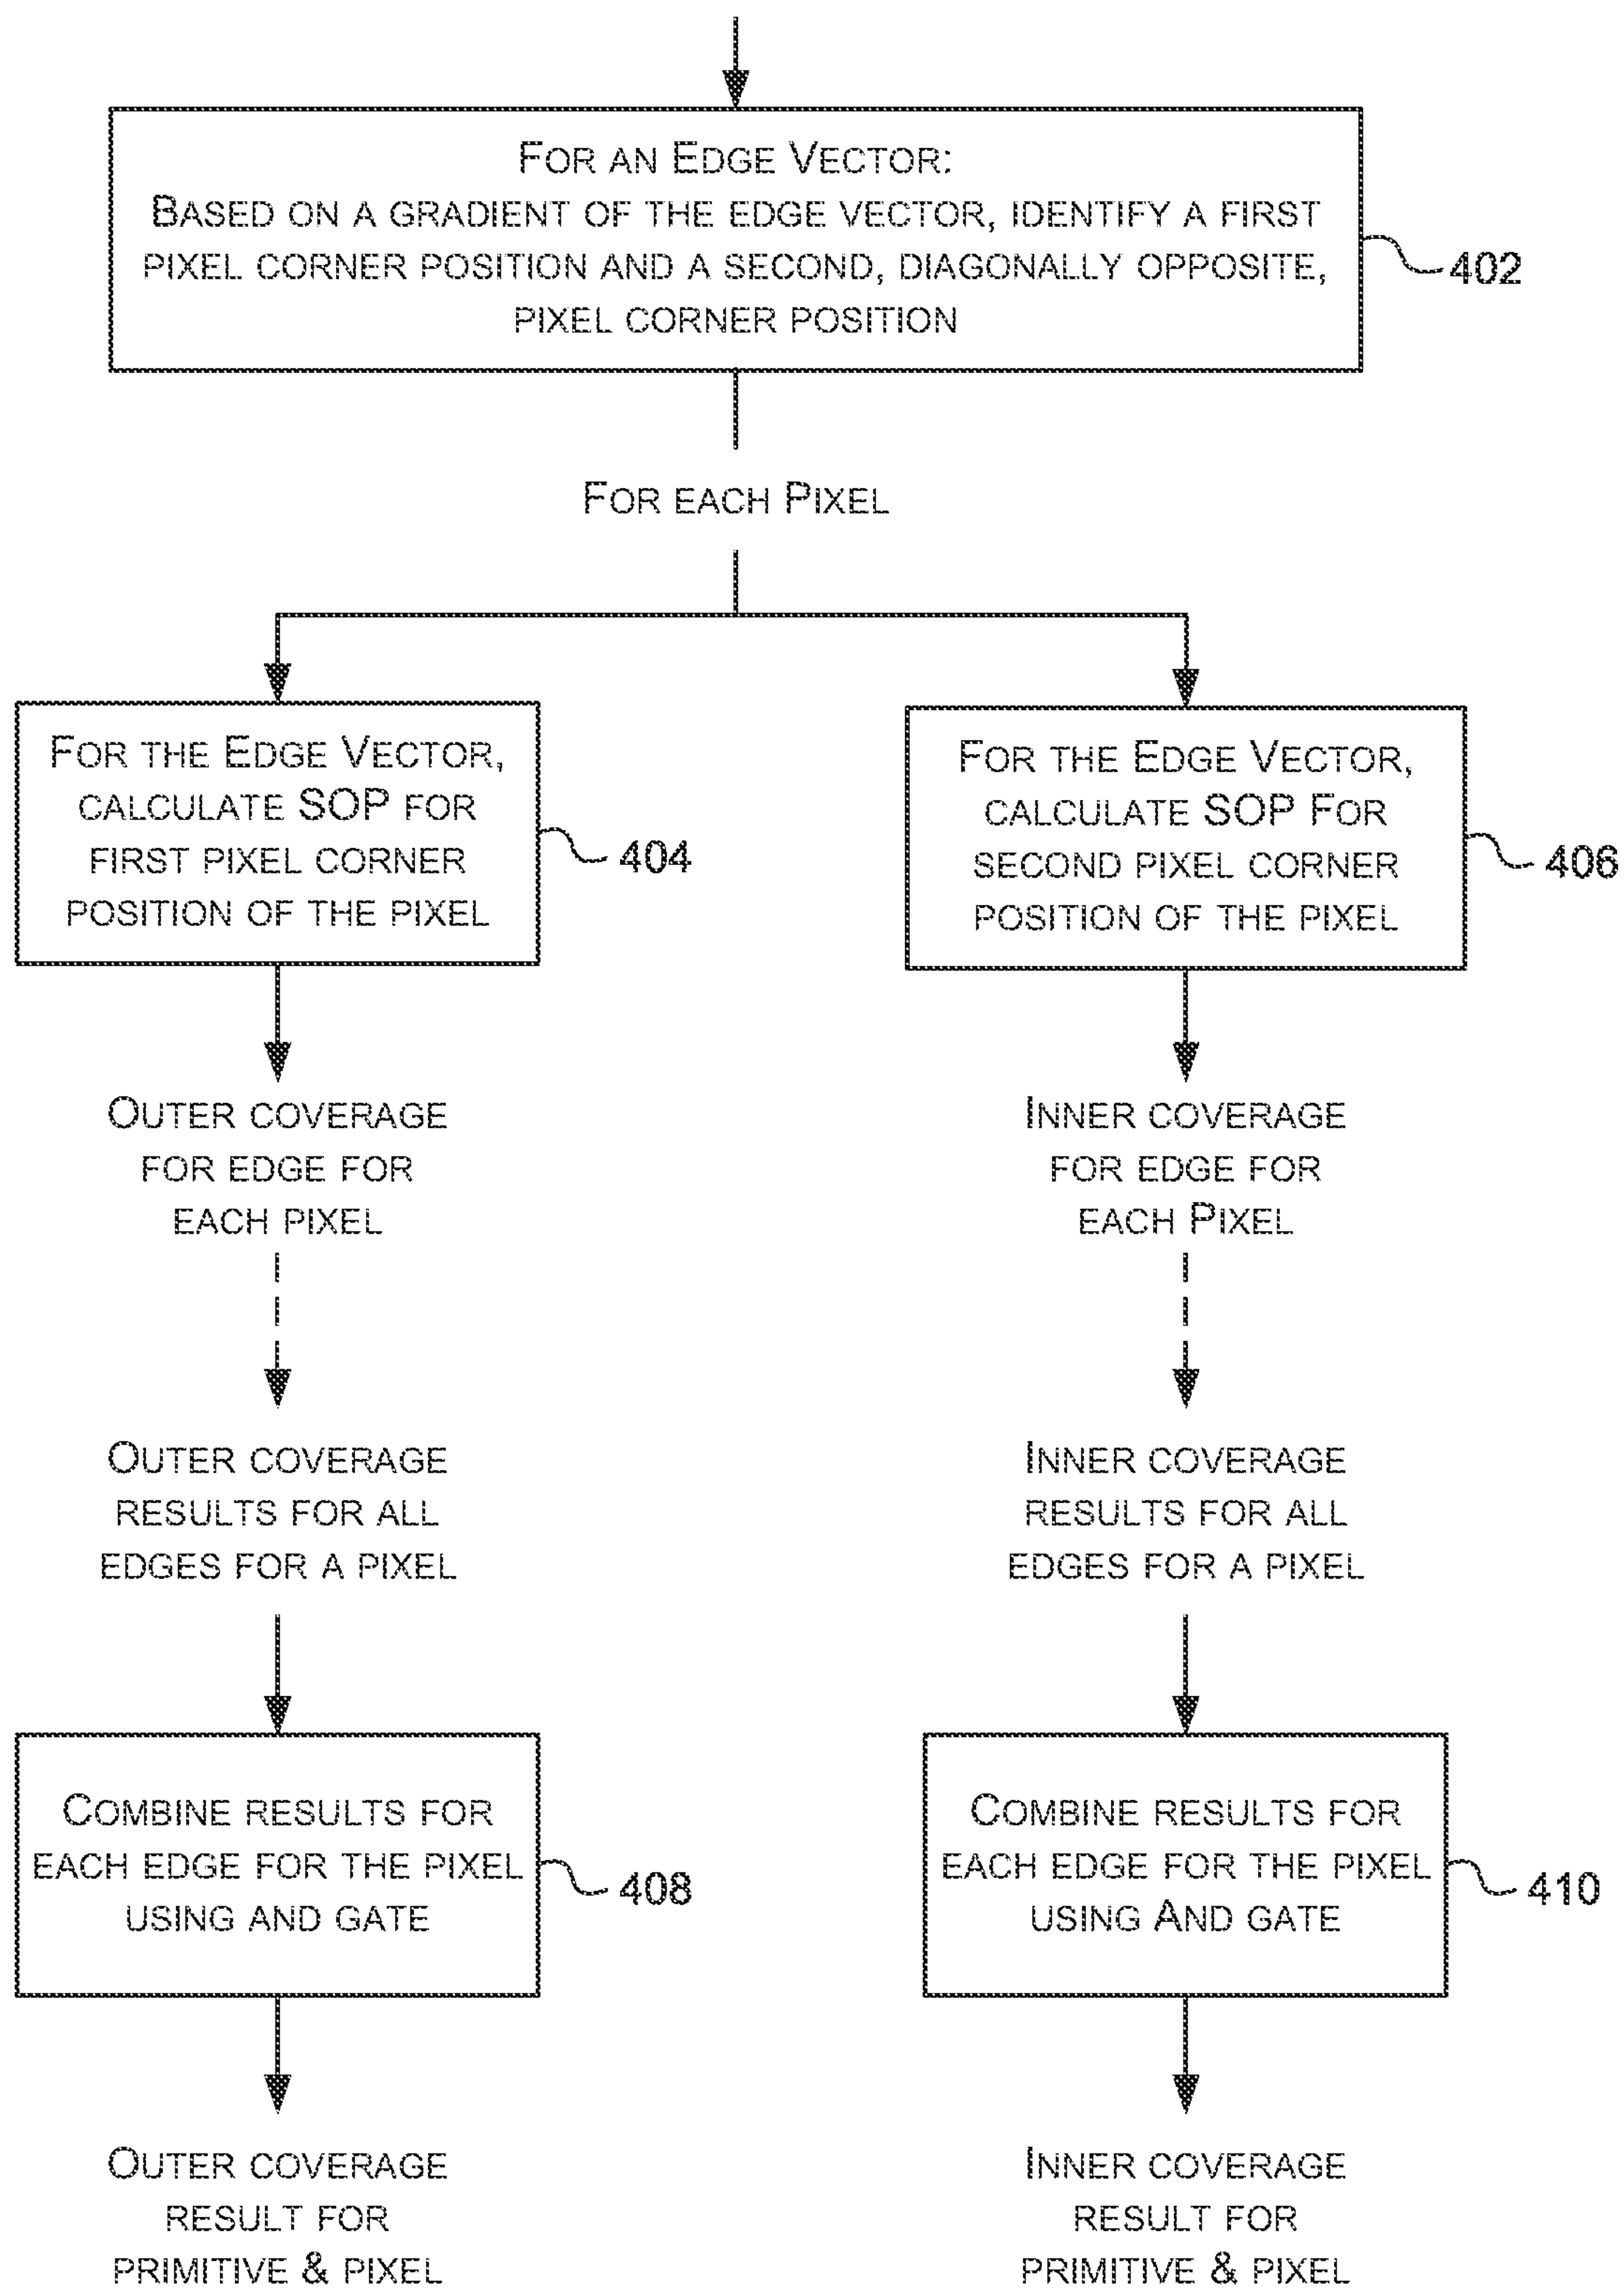 FOR AN EDGE VECTOR:
BASED ON A GRADIENT OF THE EDGE VECTOR, IDENTIFY A FIRST
PIXEL CORNER POSITION AND A SECOND, DIAGONALLY OPPOSITE,
PIXEL CORNER POSITION
402
FOR EACH PIXEL
FOR THE EDGE VECTOR,
CALCULATE SOP FOR
FIRST PIXEL CORNER
POSITION OF THE PIXEL
404
FOR THE EDGE VECTOR,
CALCULATE SOP FOR
SECOND PIXEL CORNER
POSITION OF THE PIXEL
406
OUTER COVERAGE
FOR EDGE FOR
EACH PIXEL
INNER COVERAGE
FOR EDGE FOR
EACH PIXEL
OUTER COVERAGE
RESULTS FOR ALL
EDGES FOR A PIXEL
INNER COVERAGE
RESULTS FOR ALL
EDGES FOR A PIXEL
COMBINE RESULTS FOR
EACH EDGE FOR THE PIXEL
USING AND GATE
408
COMBINE RESULTS FOR
EACH EDGE FOR THE PIXEL
USING AND GATE
410
OUTER COVERAGE
RESULT FOR
PRIMITIVE & PIXEL
INNER COVERAGE
RESULT FOR
PRIMITIVE & PIXEL